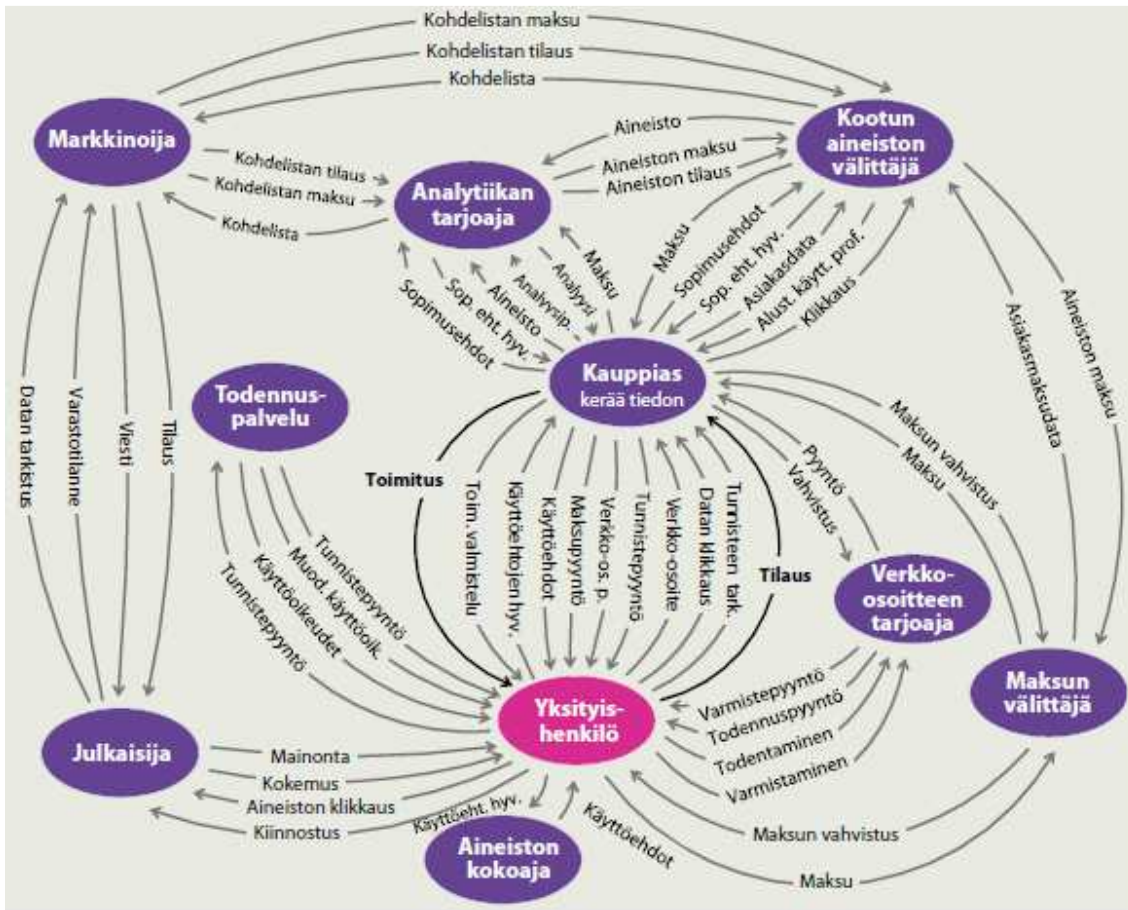 Kohdelistan maksu
Kohdelistan tilaus
Kohdelista
Markkinoija
Kootun
aineiston
välittäjä
Aineisto
Aineiston maksu
Aineiston tilaus
Kohdelistan tilaus
Kohdelistan maksu
Kohdelista
Analytiikan
tarjoaja
Sopimusehdot
Sop. eht. hyv.
Aineisto
Analyysip.
Analyysi
Maksu
Maksu
Sopimusehdot
Sop. eht. hyv.
Asiakasdata
Alust. käytt. prof.
Klikkaus
Asiakasmaksudata
Aineiston maksu
Datan tarkistus
Varastotilanne
Viesti
Tilaus
Todennus-
palvelu
Kauppias
kerää tiedon
Maksun vahvistus
Maksu
Pyyntö
Vahvistus
Toimitus
Toim. valmistelu
Käyttöehtojen hyv.
Käyttöehdot
Maksupyyntö
Verkko-os. p.
Tunnistepyyntö
Verkko-osoite
Datan klikkaus
Tunnisteen tark.
Tilaus
Verkko-
osoitteen
tarjoaja
Tunnistepyyntö
Muod. käyttöoik.
Käyttöoikeudet
Tunnistepyyntö
Maksun
välittäjä
Yksityis-
henkilö
Varmistepyyntö
Todennuspyyntö
Todentaminen
Varmistaminen
Julkaisija
Mainonta
Kokemus
Aineiston klikkaus
Kiinnostus
Käyttöeht. hyv.
Käyttöehdot
Aineiston
kokoaja
Maksun vahvistus
Maksu